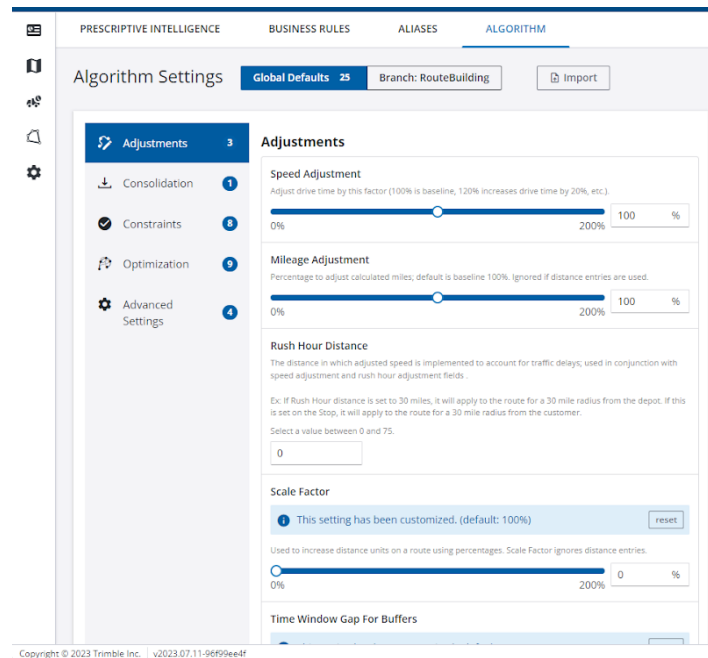 PRESCRIPTIVE INTELLIGENCE BUSINESS RULES ALIASES ALGORITHM
Algorithm Settings Global Defaults 25 Branch: RouteBuilding Import
Adjustments 3
Consolidation 1
Constraints 8
Optimization 9
Advanced
Settings 4
Adjustments
Speed Adjustment
Adjust drive time by this factor (100% is baseline, 120% increases drive time by 20%, etc.).
100 %
0% 200%
Mileage Adjustment
Percentage to adjust calculated miles; default is baseline 100%. Ignored if distance entries are used.
100 %
0% 200%
Rush Hour Distance
The distance in which adjusted speed is implemented to account for traffic delays; used in conjunction with
speed adjustment and rush hour adjustment fields .
Ex: If Rush Hour distance is set to 30 miles, it will apply to the route for a 30 mile radius from the depot. If this
is set on the Stop, it will apply to the route for a 30 mile radius from the customer.
Select a value between 0 and 75.
0
Scale Factor
This setting has been customized. (default: 100%) reset
Used to increase distance units on a route using percentages. Scale Factor ignores distance entries.
0 %
0% 200%
Time Window Gap For Buffers
Copyright © 2023 Trimble Inc. v2023.07.11-96f99ee4f